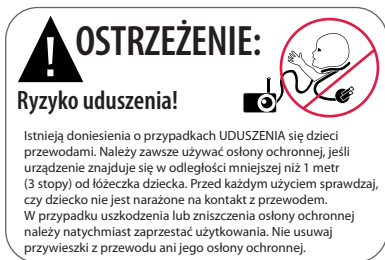 OSTRZEŻENIE:
Ryzyko uduszenia!
Istnieją doniesienia o przypadkach UDUSZENIA się dzieci
przewodami. Należy zawsze używać osłony ochronnej, jeśli
urządzenie znajduje się w odległości mniejszej niż 1 metr
(3 stopy) od łóżeczka dziecka. Przed każdym użyciem sprawdzaj,
czy dziecko nie jest narażone na kontakt z przewodem.
W przypadku uszkodzenia lub zniszczenia osłony ochronnej
należy natychmiast zaprzestać użytkowania. Nie usuwaj
przywieszki z przewodu ani jego osłony ochronnej.